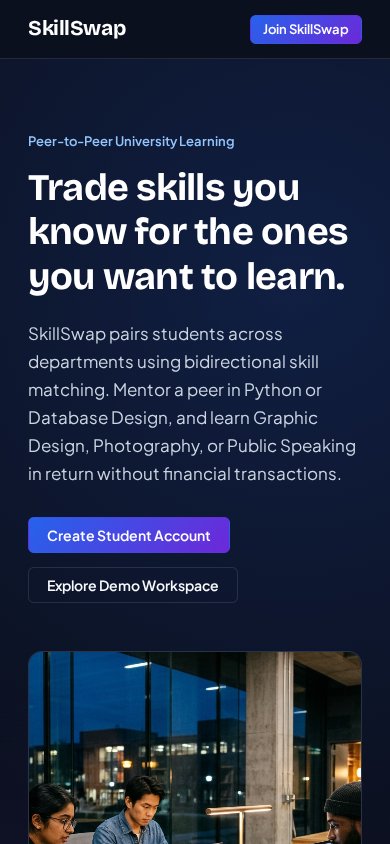 SkillSwap
Join SkillSwap
Peer-to-Peer University Learning
Trade skills you
know for the ones
you want to learn.
SkillSwap pairs students across
departments using bidirectional skill
matching. Mentor a peer in Python or
Database Design, and learn Graphic
Design, Photography, or Public Speaking
in return without financial transactions.
Create Student Account
Explore Demo Workspace